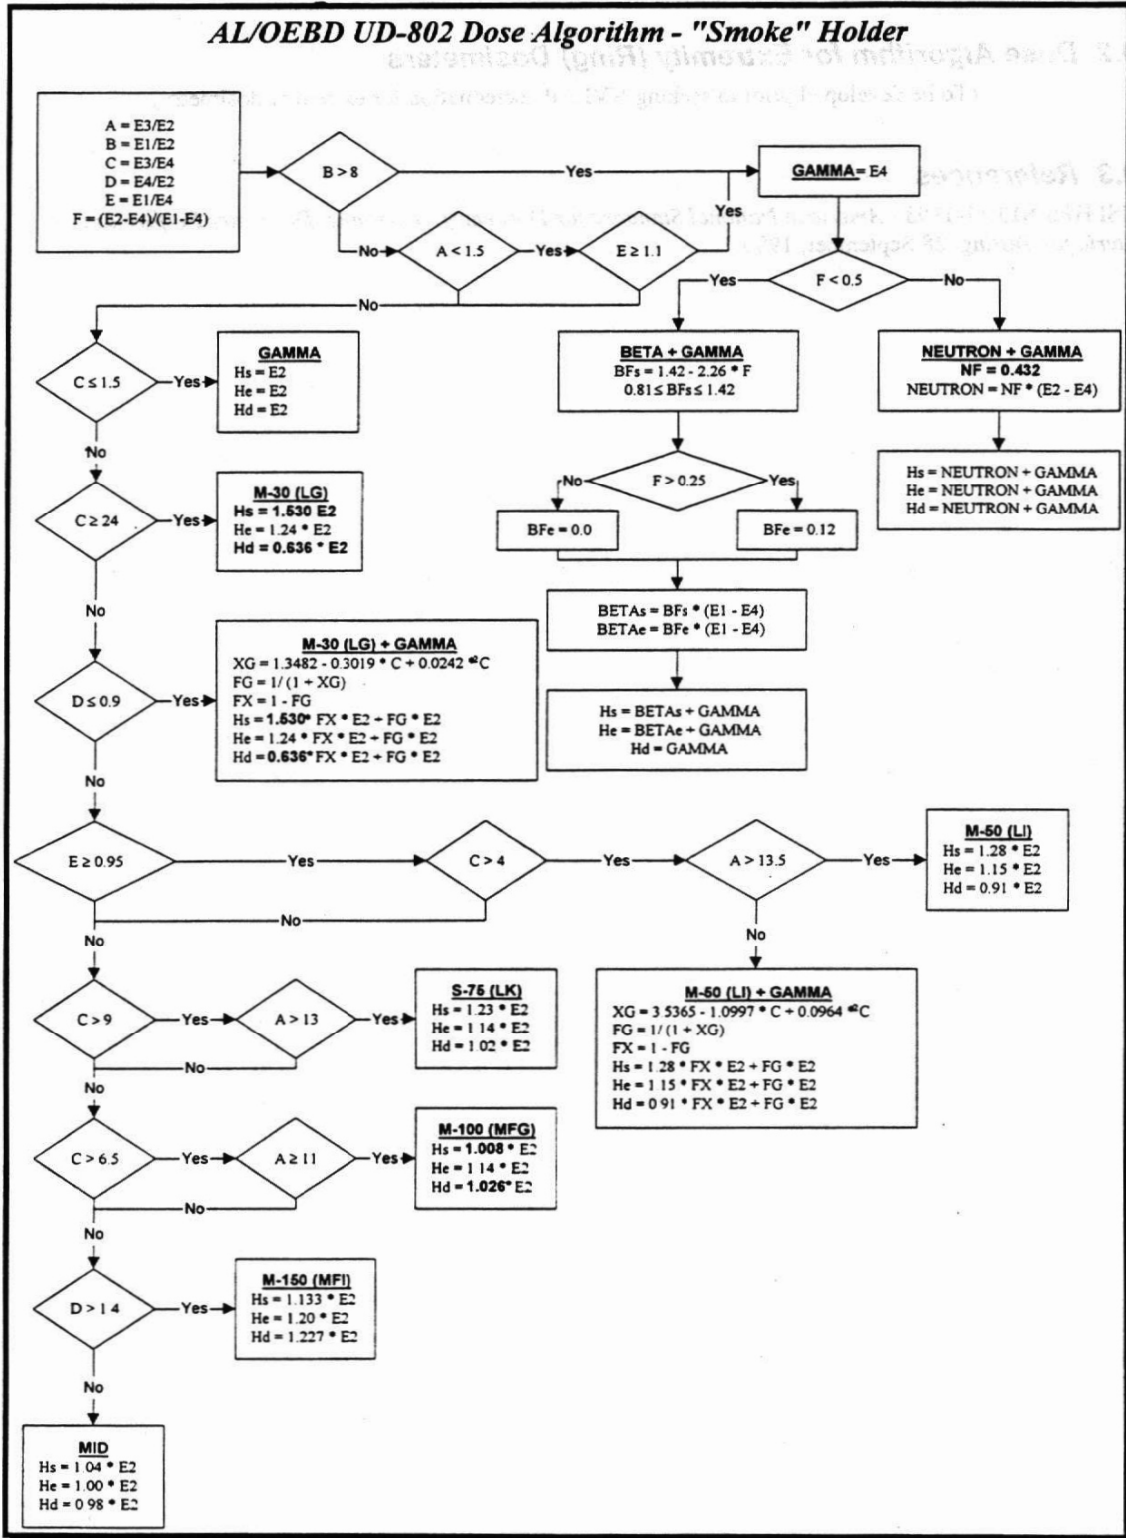 AL/OEBD UD-802 Dose Algorithm - "Smoke" Holder
A = E3/E2
B = E1/E2
C = E3/E4
D = E4/E2
E = E1/E4
F = (E2-E4)/(E1-E4)
B > 8
Yes
GAMMA = E4
No
A < 1.5
Yes
E ≥ 1.1
Yes
No
Yes
F < 0.5
No
C ≤ 1.5
Yes
GAMMA
Hs = E2
He = E2
Hd = E2
BETA + GAMMA
BFs = 1.42 - 2.26 * F
0.81 ≤ BFs ≤ 1.42
NEUTRON + GAMMA
NF = 0.432
NEUTRON = NF * (E2 - E4)
No
No
F > 0.25
Yes
Hs = NEUTRON + GAMMA
He = NEUTRON + GAMMA
Hd = NEUTRON + GAMMA
C ≥ 24
Yes
M-30 (LG)
Hs = 1.530 E2
He = 1.24 * E2
Hd = 0.636 * E2
BFe = 0.0
BFe = 0.12
No
BETAs = BFs * (E1 - E4)
BETAe = BFe * (E1 - E4)
D ≤ 0.9
Yes
M-30 (LG) + GAMMA
XG = 1.3482 - 0.3019 * C + 0.0242 *²C
FG = 1/ (1 + XG)
FX = 1 - FG
Hs = 1.530* FX * E2 + FG * E2
He = 1.24 * FX * E2 + FG * E2
Hd = 0.636* FX * E2 + FG * E2
Hs = BETAs + GAMMA
He = BETAe + GAMMA
Hd = GAMMA
No
E ≥ 0.95
Yes
C > 4
Yes
A > 13.5
Yes
M-50 (LI)
Hs = 1.28 * E2
He = 1.15 * E2
Hd = 0.91 * E2
No
No
No
C > 9
Yes
A > 13
Yes
S-75 (LK)
Hs = 1.23 * E2
He = 1.14 * E2
Hd = 1.02 * E2
No
M-50 (LI) + GAMMA
XG = 3 5365 - 1.0997 * C + 0.0964 *²C
FG = 1/ (1 + XG)
FX = 1 - FG
Hs = 1.28 * FX * E2 + FG * E2
He = 1 15 * FX * E2 + FG * E2
Hd = 0 91 * FX * E2 + FG * E2
No
C > 6.5
Yes
A ≥ 11
Yes
M-100 (MFG)
Hs = 1.008 * E2
He = 1 14 * E2
Hd = 1.026* E2
No
No
D > 1 4
Yes
M-150 (MFI)
Hs = 1.133 * E2
He = 1.20 * E2
Hd = 1.227 * E2
No
MID
Hs = 1.04 * E2
He = 1.00 * E2
Hd = 0 98 * E2